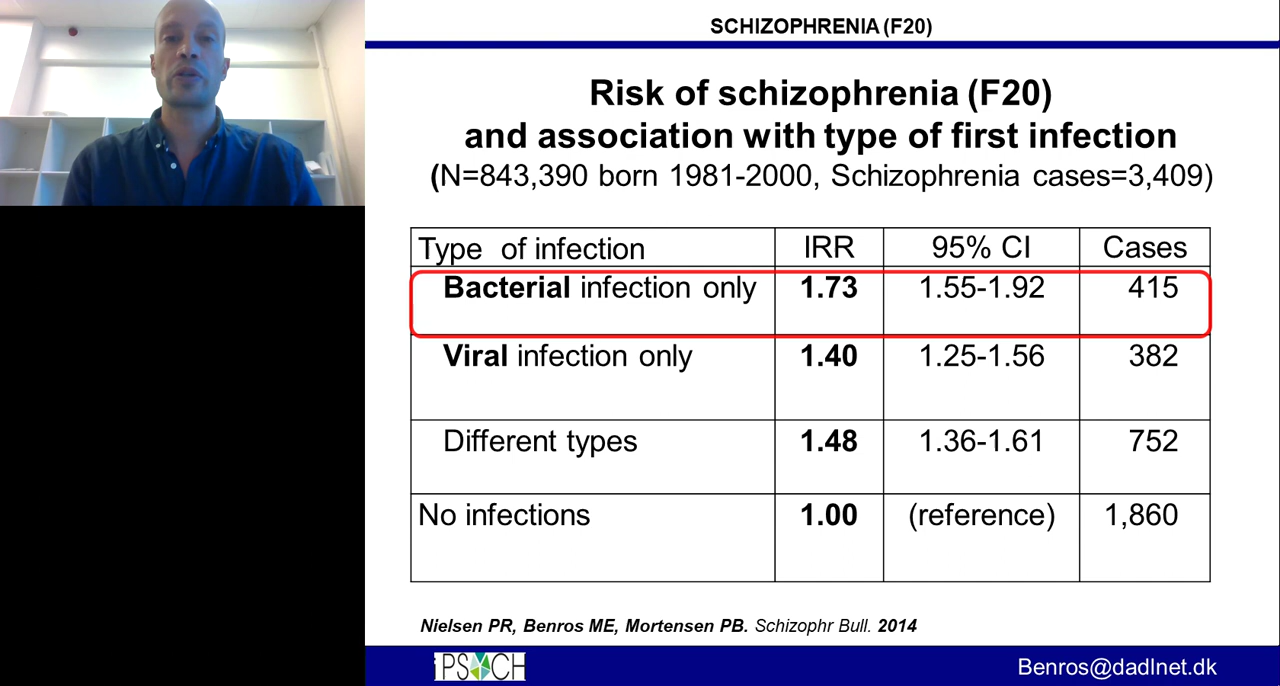 SCHIZOPHRENIA (F20)
Risk of schizophrenia (F20)
and association with type of first infection
(N=843,390 born 1981-2000, Schizophrenia cases=3,409)
Type of infection IRR 95% CI Cases
Bacterial infection only 1.73 1.55-1.92 415
Viral infection only 1.40 1.25-1.56 382
Different types 1.48 1.36-1.61 752
No infections 1.00 (reference) 1,860
Nielsen PR, Benros ME, Mortensen PB. Schizophr Bull. 2014
iPSYCH Benros@dadlnet.dk